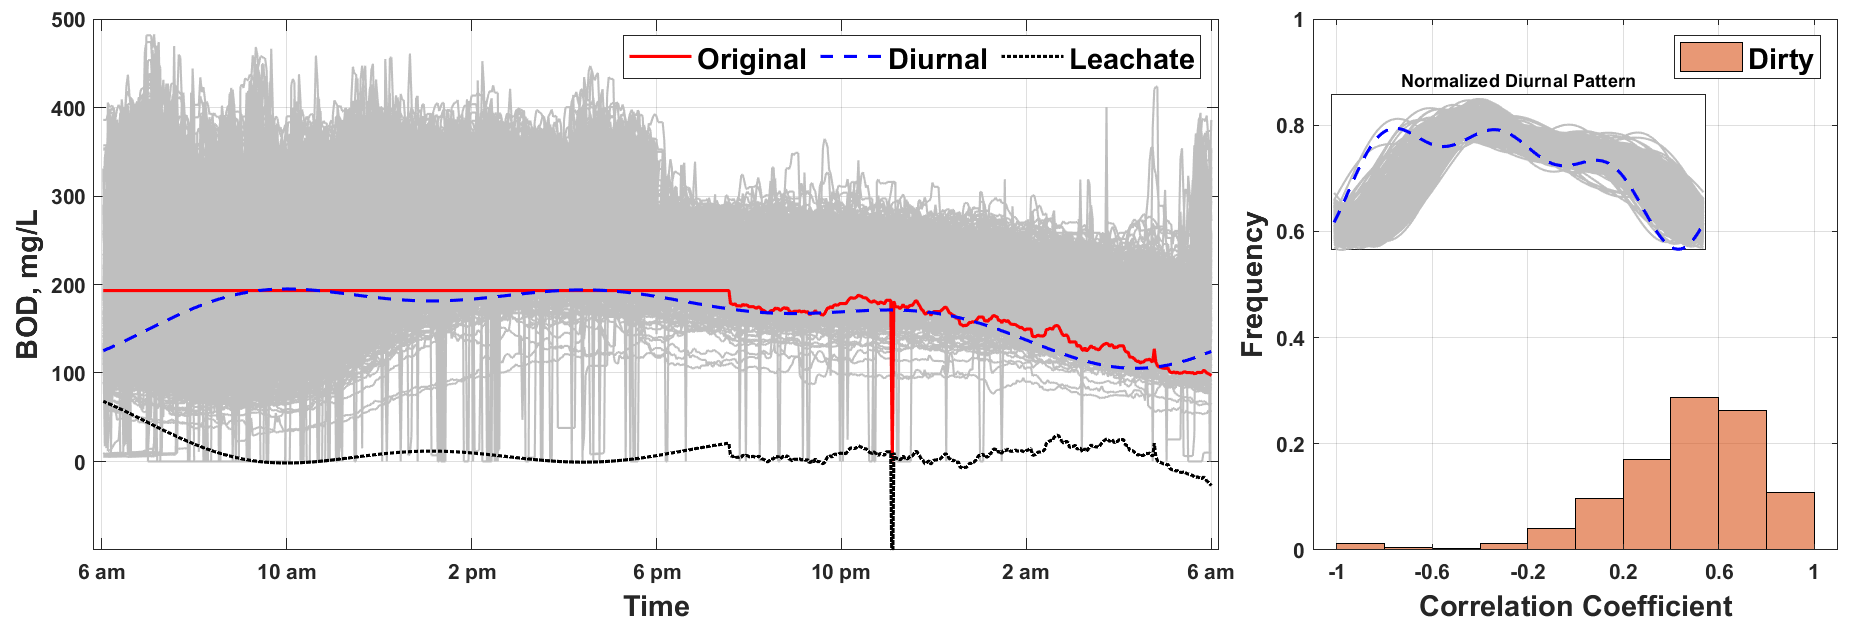 500
400
300
200
100
0
BOD, mg/L
Original Diurnal Leachate
6 am 10 am 2 pm 6 pm 10 pm 2 am 6 am
Time
1
0.8
0.6
0.4
0.2
0
Frequency
Dirty
Normalized Diurnal Pattern
-1 -0.6 -0.2 0.2 0.6 1
Correlation Coefficient